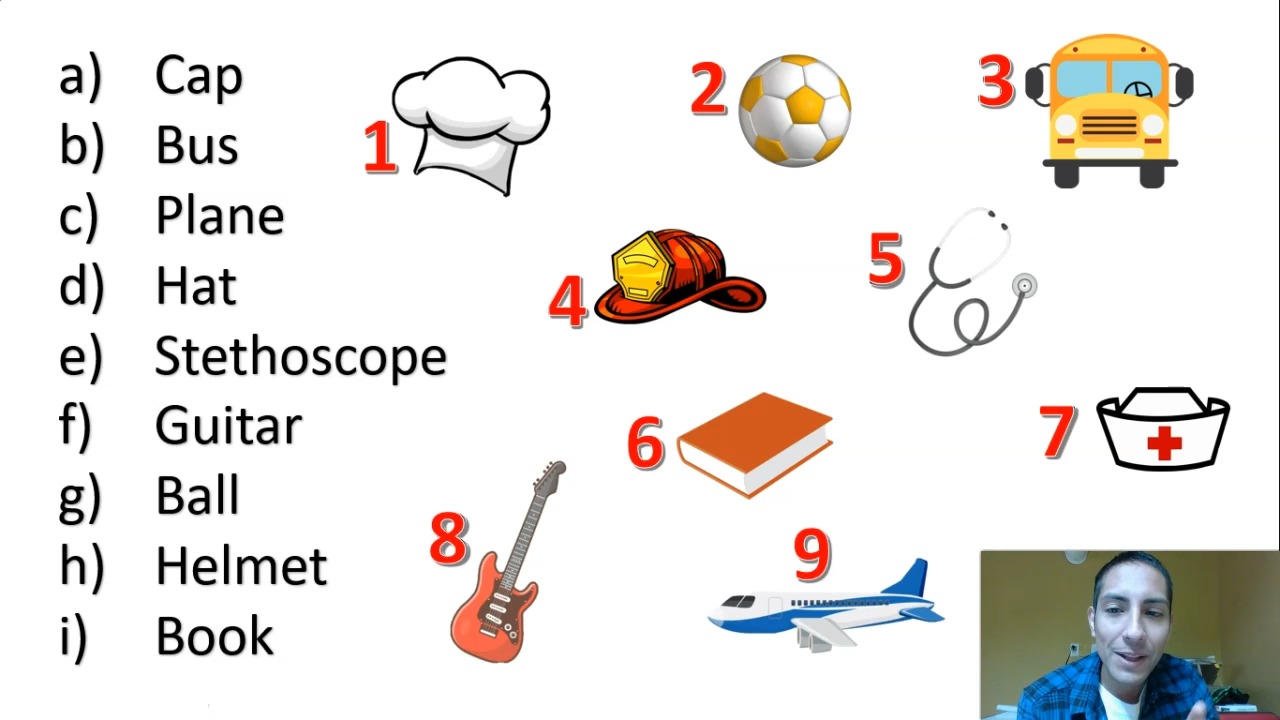 a) Cap
b) Bus
c) Plane
d) Hat
e) Stethoscope
f) Guitar
g) Ball
h) Helmet
i) Book
1
2
3
4
5
6
7
8
9